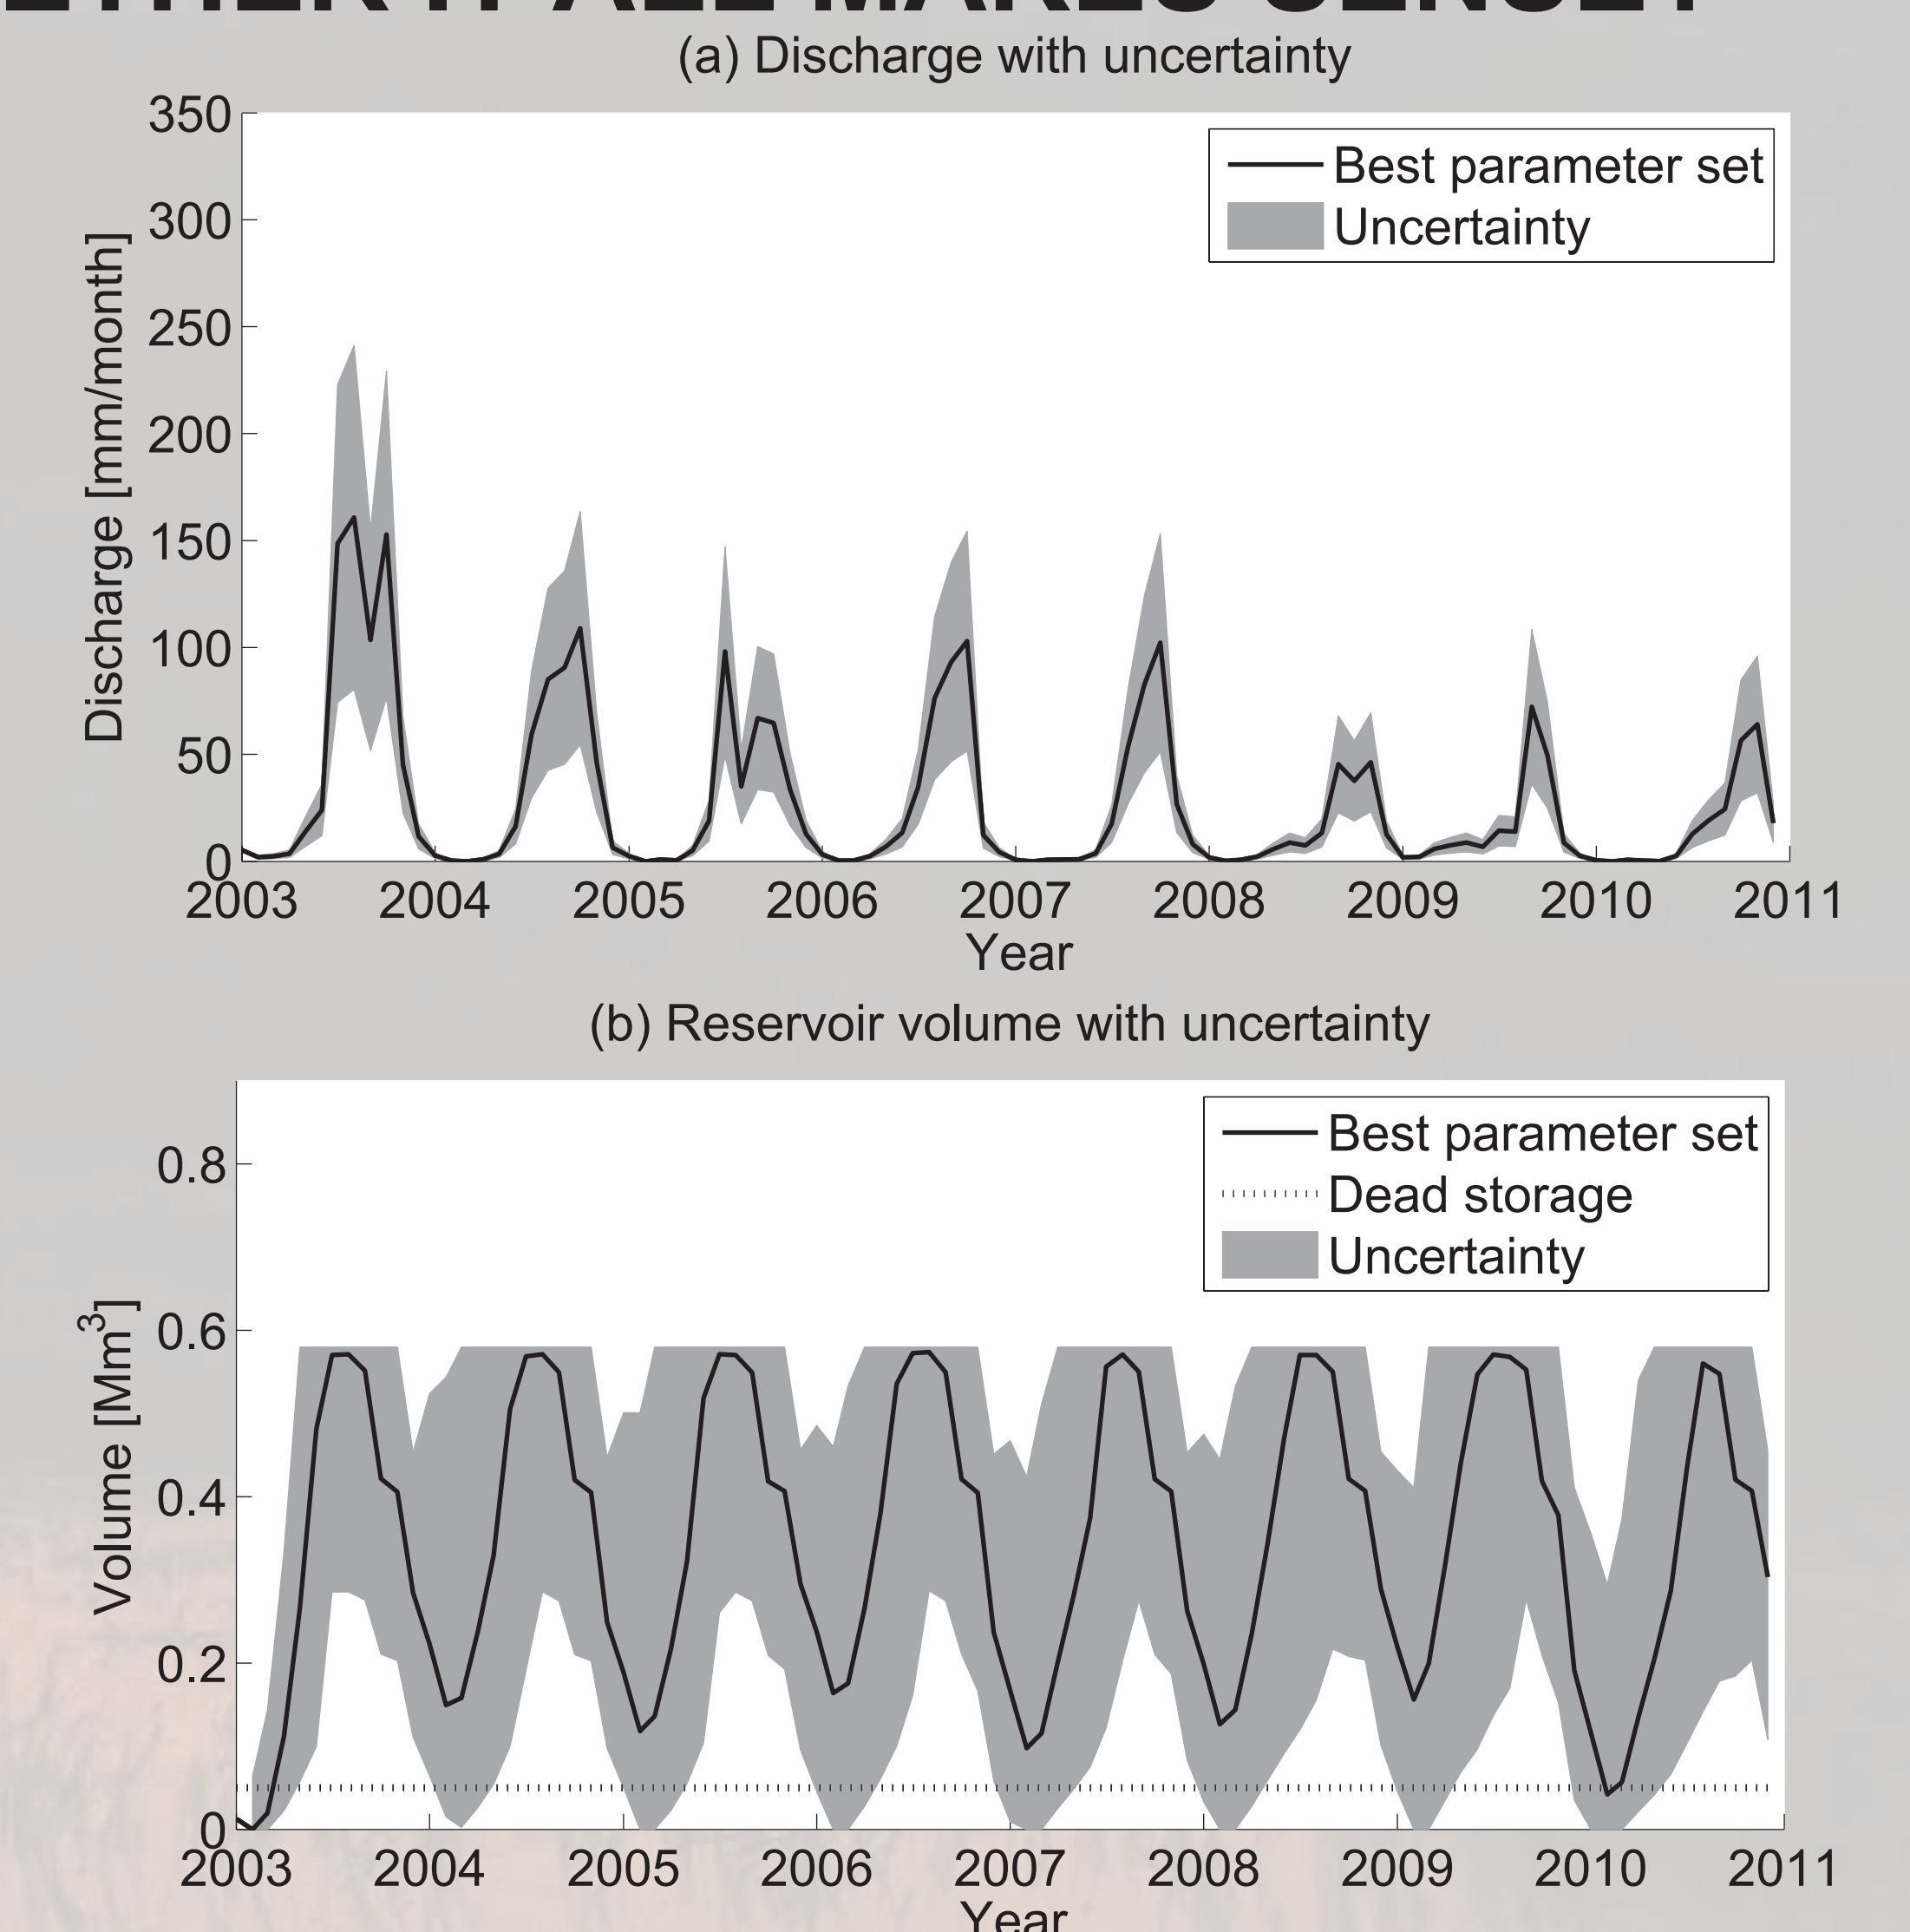 (a) Discharge with uncertainty
350
300
250
200
150
100
50
0
Discharge [mm/month]
Best parameter set
Uncertainty
2003 2004 2005 2006 2007 2008 2009 2010 2011
Year
(b) Reservoir volume with uncertainty
0.8
0.6
0.4
0.2
0
Volume [Mm³]
Best parameter set
Dead storage
Uncertainty
2003 2004 2005 2006 2007 2008 2009 2010 2011
Year